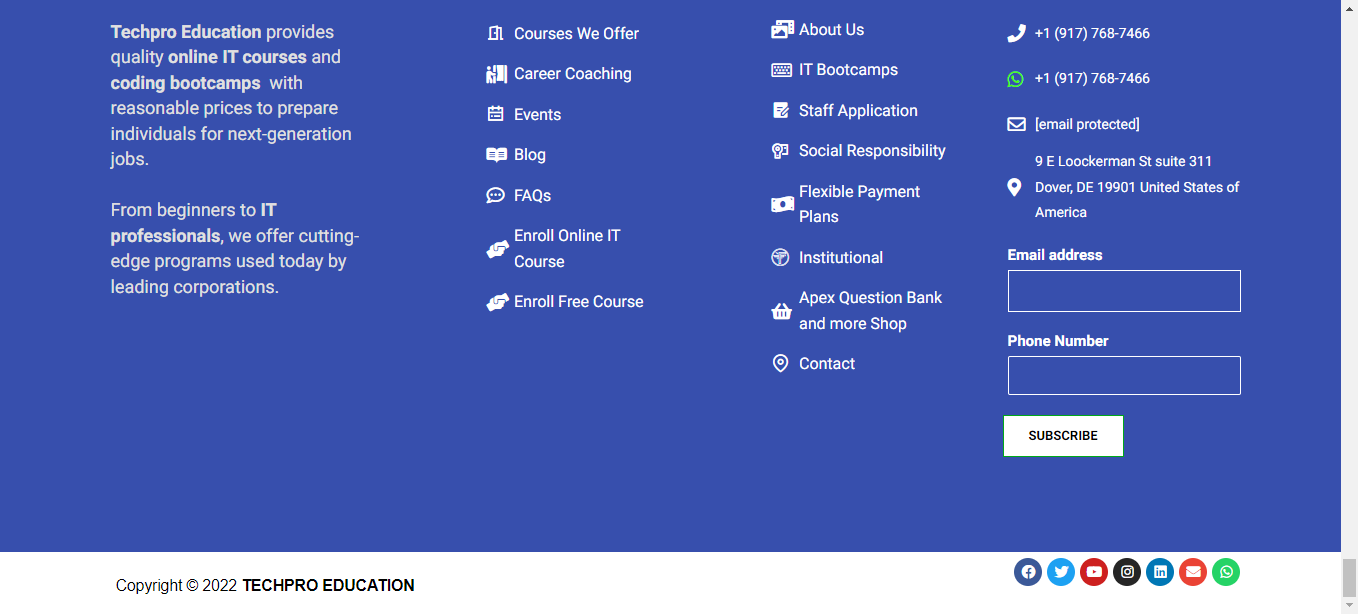 Techpro Education provides
quality online IT courses and
coding bootcamps with
reasonable prices to prepare
individuals for next-generation
jobs.
From beginners to IT
professionals, we offer cutting-
edge programs used today by
leading corporations.
Courses We Offer
Career Coaching
Events
Blog
FAQs
Enroll Online IT
Course
Enroll Free Course
About Us
IT Bootcamps
Staff Application
Social Responsibility
Flexible Payment
Plans
Institutional
Apex Question Bank
and more Shop
Contact
+1 (917) 768-7466
+1 (917) 768-7466
[email protected]
9 E Loockerman St suite 311
Dover, DE 19901 United States of
America
Email address
Phone Number
SUBSCRIBE
Copyright © 2022 TECHPRO EDUCATION